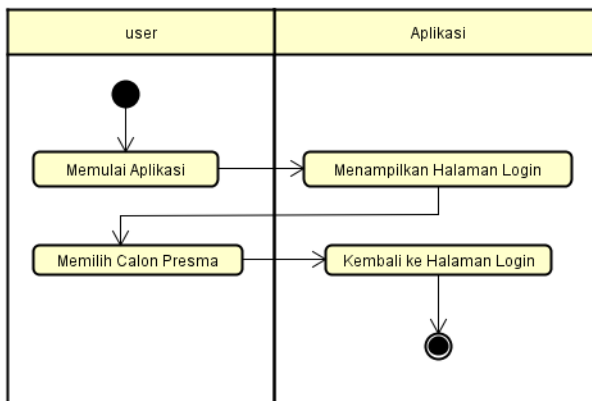 user
Aplikasi
Memulai Aplikasi
Menampilkan Halaman Login
Memilih Calon Presma
Kembali ke Halaman Login